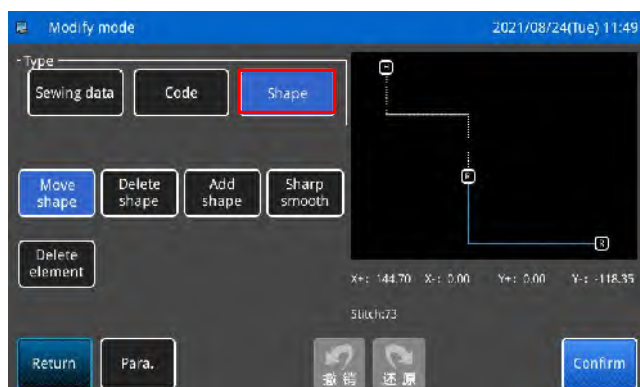 Modify mode
2021/08/24(Tue) 11:49
Type
Sewing data
Code
Shape
Move
shape
Delete
shape
Add
shape
Sharp
smooth
Delete
element
X+: 144.70 X-: 0.00 Y+: 0.00 Y-: -118.35
Stitch:73
Return
Para.
撤销
还原
Confirm